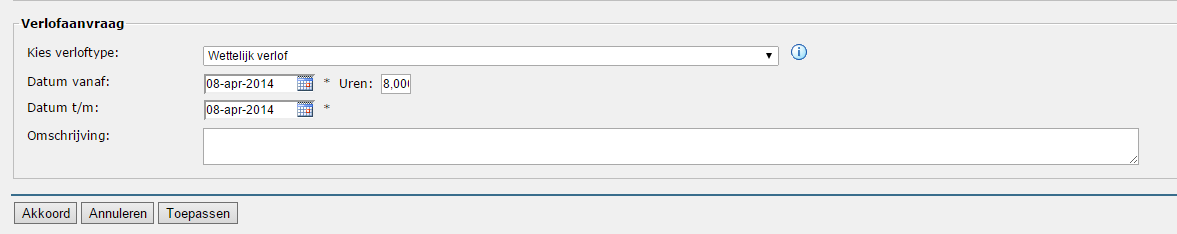 Verlofaanvraag
Kies verloftype: Wettelijk verlof
Datum vanaf: 08-apr-2014 * Uren: 8,00
Datum t/m: 08-apr-2014 *
Omschrijving:
Akkoord Annuleren Toepassen